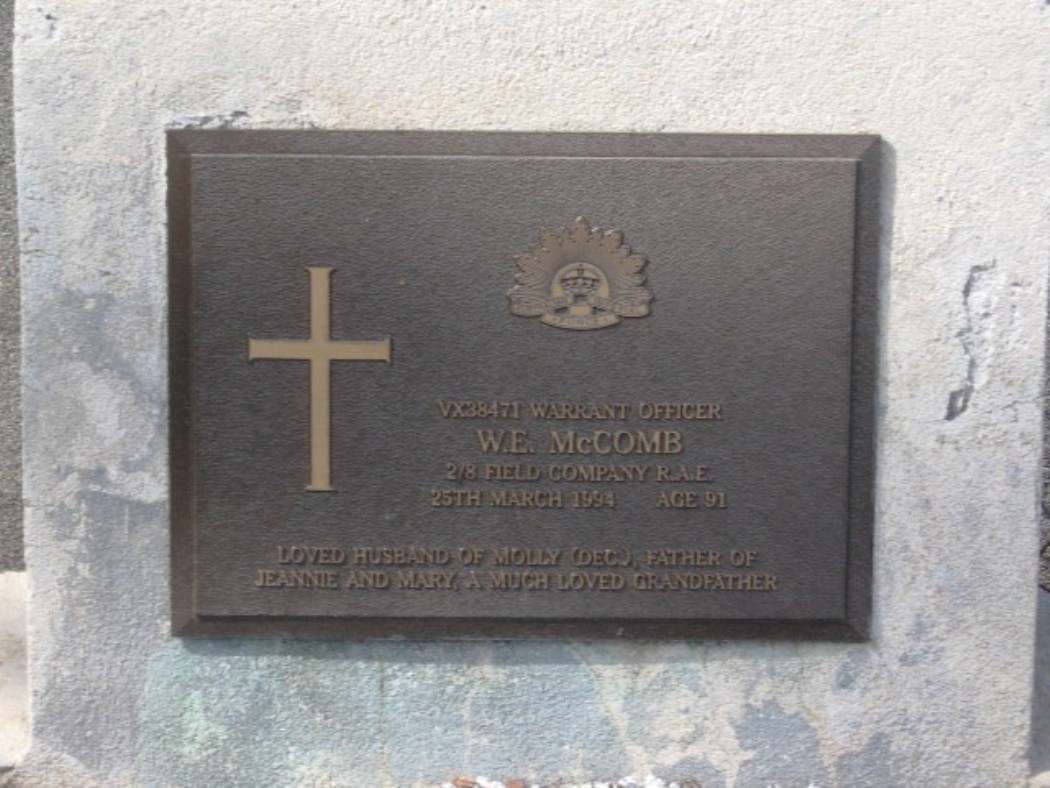 VX38471 WARRANT OFFICER
W.E. McCOMB
2/8 FIELD COMPANY R.A.E.
25TH MARCH 1994 AGE 91
LOVED HUSBAND OF MOLLY (DEC.), FATHER OF
JEANNIE AND MARY, A MUCH LOVED GRANDFATHER